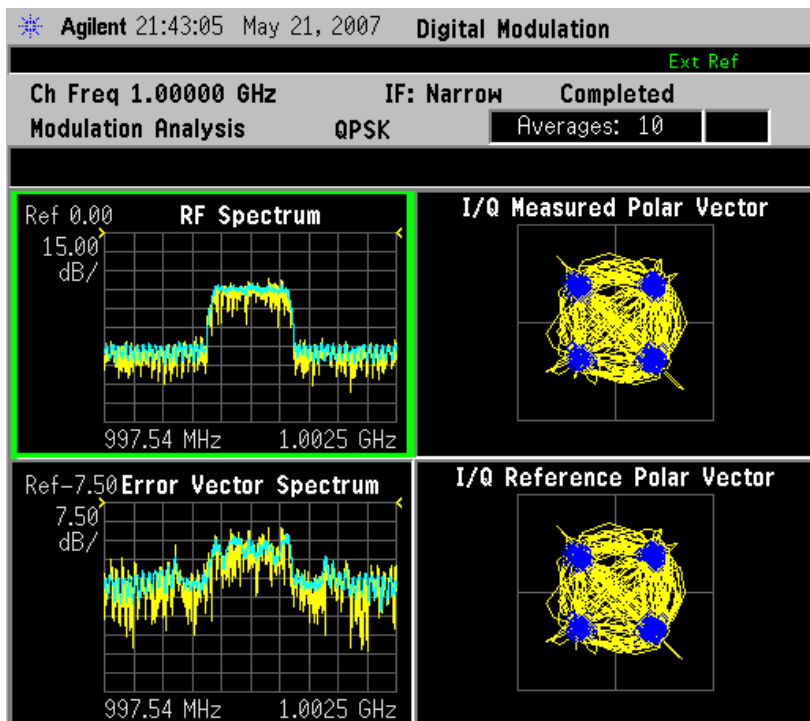 Agilent 21:43:05 May 21, 2007 Digital Modulation
Ext Ref
Ch Freq 1.00000 GHz IF: Narrow Completed
Modulation Analysis QPSK Averages: 10
Ref 0.00 RF Spectrum
15.00
dB/
997.54 MHz 1.0025 GHz
I/Q Measured Polar Vector
Ref-7.50 Error Vector Spectrum
7.50
dB/
997.54 MHz 1.0025 GHz
I/Q Reference Polar Vector